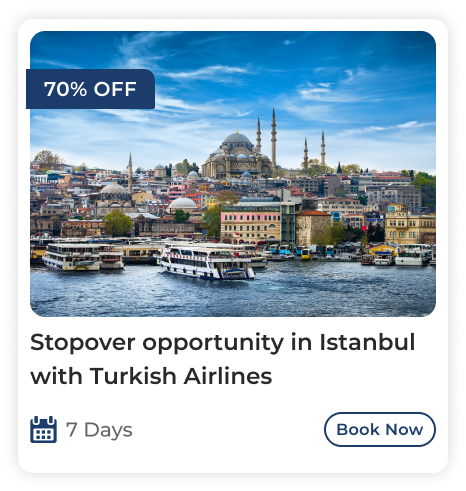 70% OFF
Stopover opportunity in Istanbul
with Turkish Airlines
7 Days
Book Now